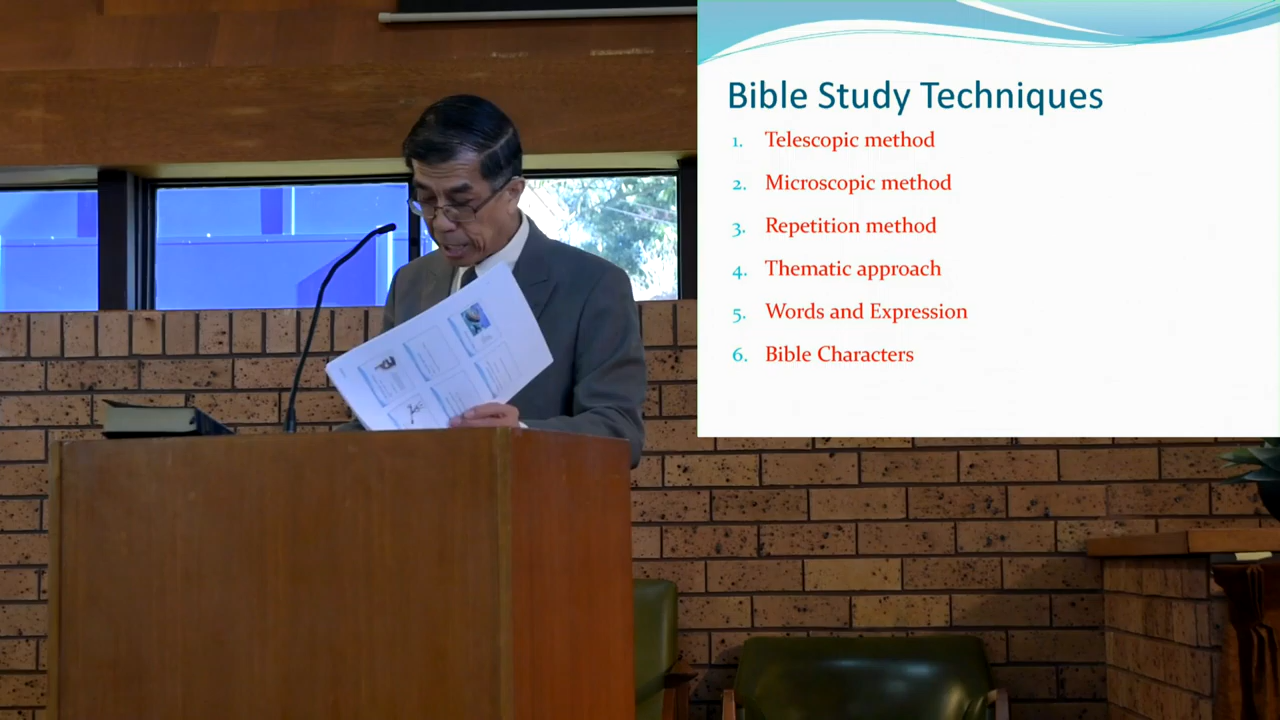 Bible Study Techniques
1. Telescopic method
2. Microscopic method
3. Repetition method
4. Thematic approach
5. Words and Expression
6. Bible Characters